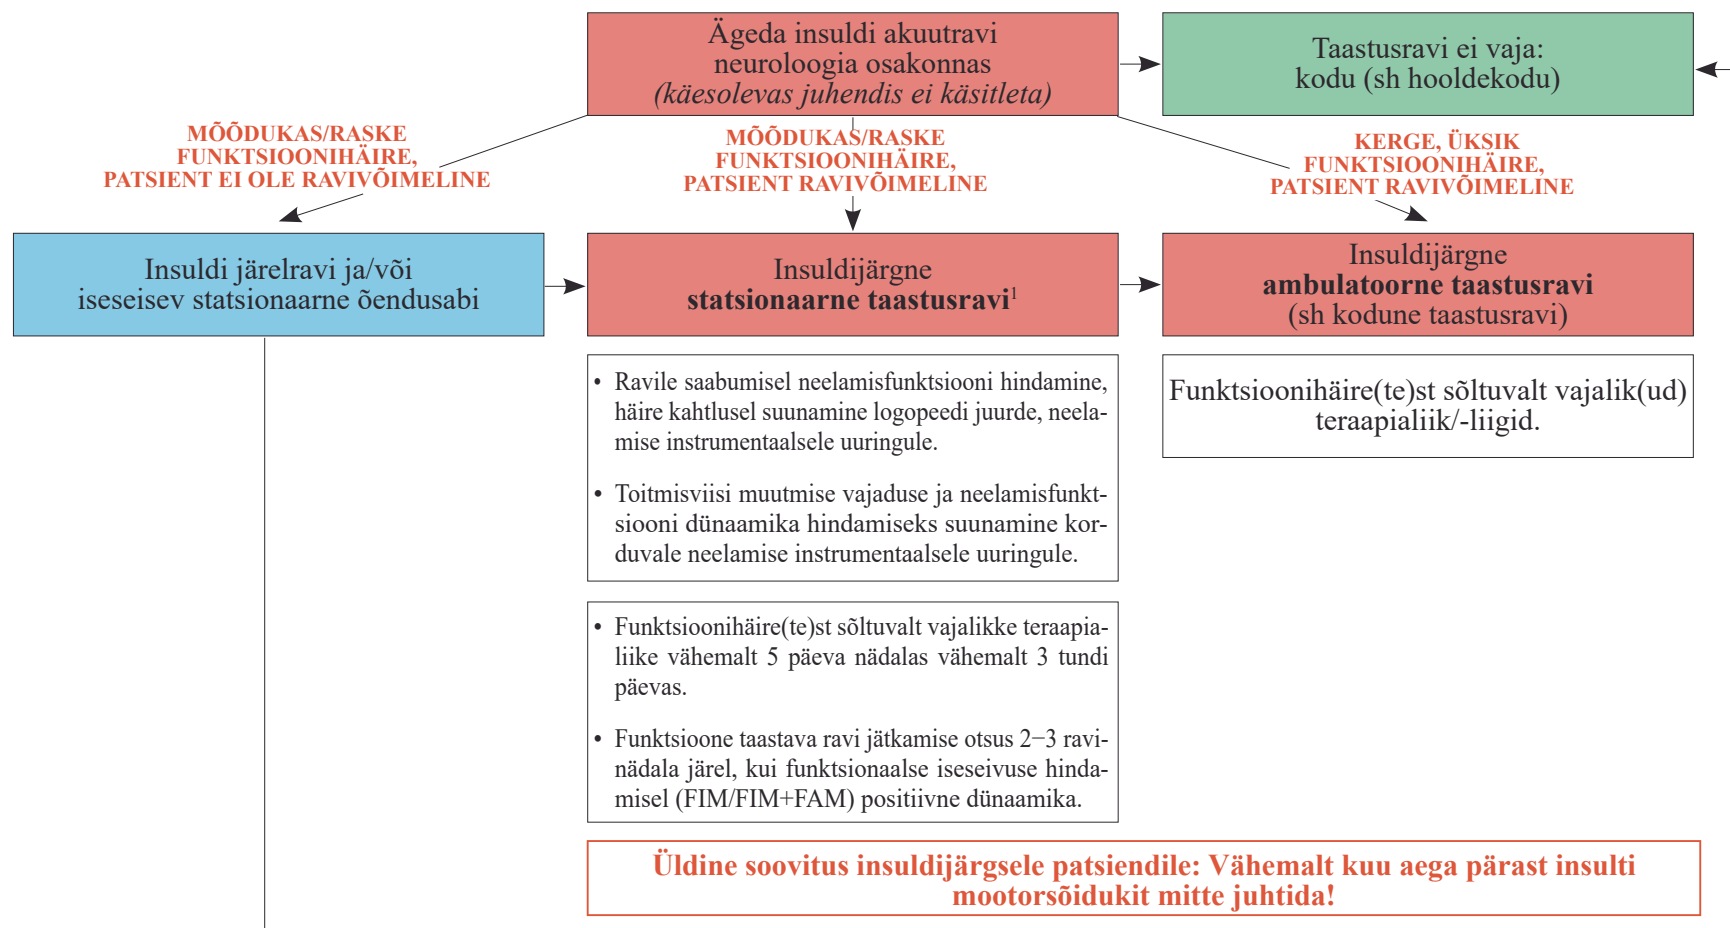 Ägeda insuldi akuutravi
neuroloogia osakonnas
(käesolevas juhendis ei käsitleta)
Taastusravi ei vaja:
kodu (sh hooldekodu)
MÕÕDUKAS/RASKE
FUNKTSIOONIHÄIRE,
PATSIENT EI OLE RAVIVÕIMELINE
MÕÕDUKAS/RASKE
FUNKTSIOONIHÄIRE,
PATSIENT RAVIVÕIMELINE
KERGE, ÜKSIK
FUNKTSIOONIHÄIRE,
PATSIENT RAVIVÕIMELINE
Insuldi järelravi ja/või
iseseisev statsionaarne õendusabi
Insuldijärgne
statsionaarne taastusravi¹
Insuldijärgne
ambulatoorne taastusravi
(sh kodune taastusravi)
• Ravile saabumisel neelamisfunktsiooni hindamine,
häire kahtlusel suunamine logopeedi juurde, neela-
mise instrumentaalsele uuringule.
• Toitmisviisi muutmise vajaduse ja neelamisfunkt-
siooni dünaamika hindamiseks suunamine kor-
duvale neelamise instrumentaalsele uuringule.
Funktsioonihäire(te)st sõltuvalt vajalik(ud)
teraapialiik/-liigid.
• Funktsioonihäire(te)st sõltuvalt vajalikke teraapia-
liike vähemalt 5 päeva nädalas vähemalt 3 tundi
päevas.
• Funktsioone taastava ravi jätkamise otsus 2−3 ravi-
nädala järel, kui funktsionaalse iseseivuse hinda-
misel (FIM/FIM+FAM) positiivne dünaamika.
Üldine soovitus insuldijärgsele patsiendile: Vähemalt kuu aega pärast insulti
mootorsõidukit mitte juhtida!